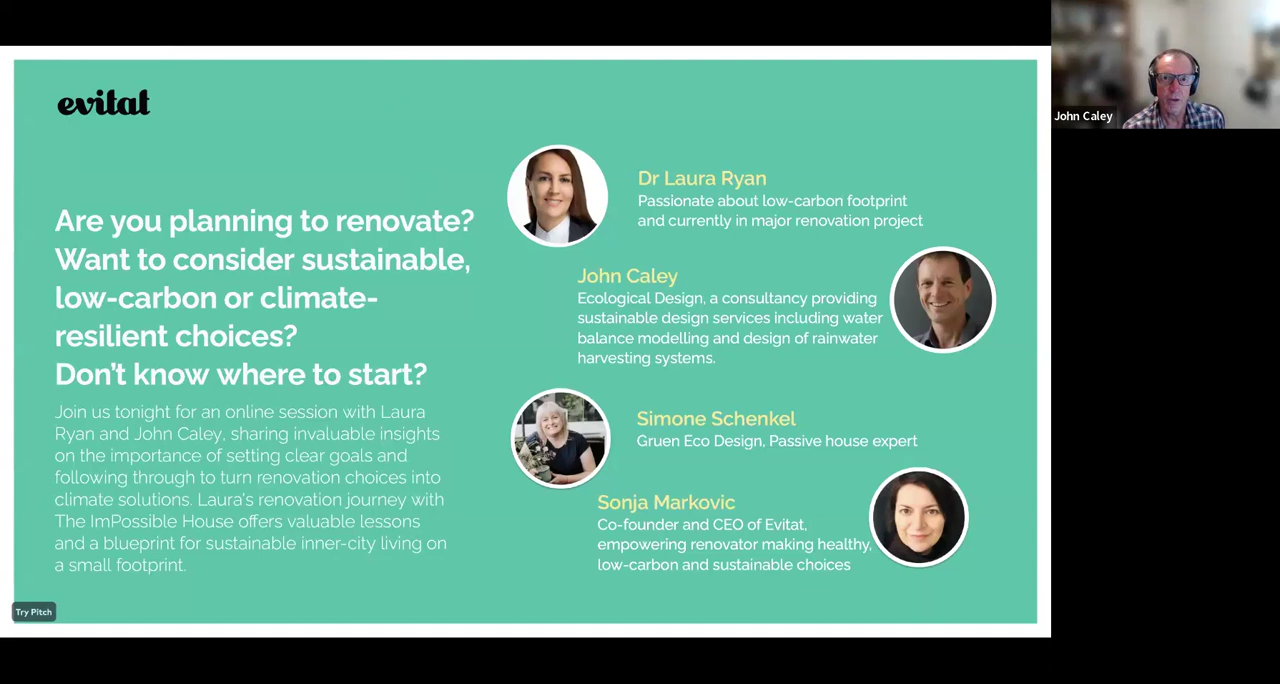 evitat
Are you planning to renovate?
Want to consider sustainable,
low-carbon or climate-
resilient choices?
Don't know where to start?
Join us tonight for an online session with Laura
Ryan and John Caley, sharing invaluable insights
on the importance of setting clear goals and
following through to turn renovation choices into
climate solutions. Laura's renovation journey with
The ImPossible House offers valuable lessons
and a blueprint for sustainable inner-city living on
a small footprint.
Dr Laura Ryan
Passionate about low-carbon footprint
and currently in major renovation project
John Caley
Ecological Design, a consultancy providing
sustainable design services including water
balance modelling and design of rainwater
harvesting systems.
Simone Schenkel
Gruen Eco Design, Passive house expert
Sonja Markovic
Co-founder and CEO of Evitat,
empowering renovator making healthy,
low-carbon and sustainable choices
Try Pitch
John Caley